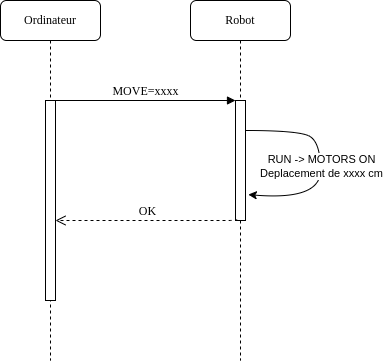 Ordinateur
Robot
MOVE=xxxx
RUN -> MOTORS ON
Deplacement de xxxx cm
OK